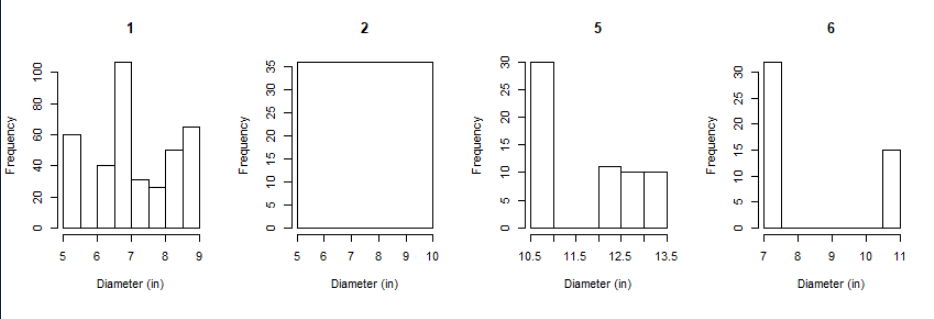 1
Frequency
0 20 40 60 80 100
5 6 7 8 9
Diameter (in)
2
Frequency
0 5 10 15 20 25 30 35
5 6 7 8 9 10
Diameter (in)
5
Frequency
0 5 10 15 20 25 30
10.5 11.5 12.5 13.5
Diameter (in)
6
Frequency
0 5 10 15 20 25 30
7 8 9 10 11
Diameter (in)